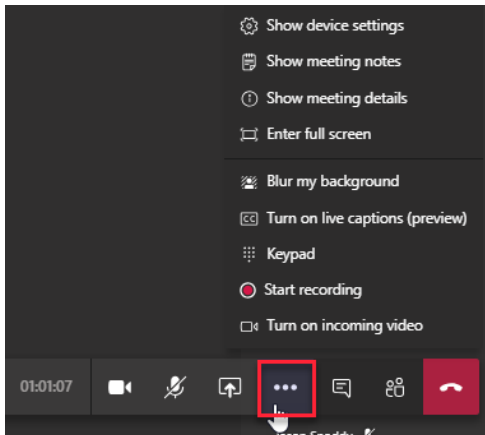 Show device settings
Show meeting notes
Show meeting details
Enter full screen
Blur my background
CC Turn on live captions (preview)
Keypad
Start recording
Turn on incoming video
01:01:07